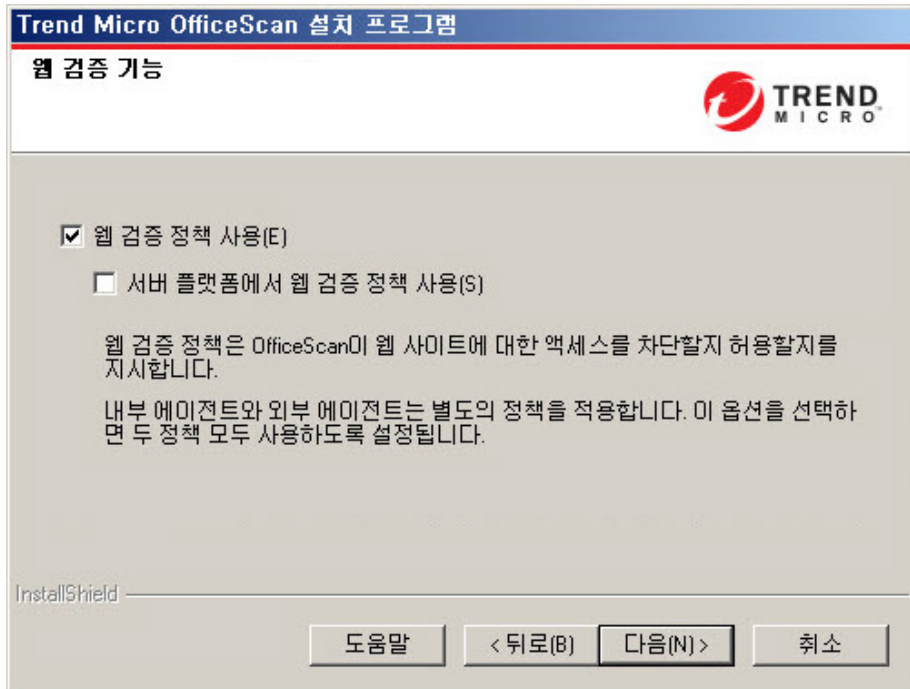 Trend Micro OfficeScan 설치 프로그램
웹 검증 기능
TREND
MICRO
웹 검증 정책 사용(E)
서버 플랫폼에서 웹 검증 정책 사용(S)
웹 검증 정책은 OfficeScan이 웹 사이트에 대한 액세스를 차단할지 허용할지를
지시합니다.
내부 에이전트와 외부 에이전트는 별도의 정책을 적용합니다. 이 옵션을 선택하
면 두 정책 모두 사용하도록 설정됩니다.
InstallShield
도움말
< 뒤로(B)
다음(N) >
취소